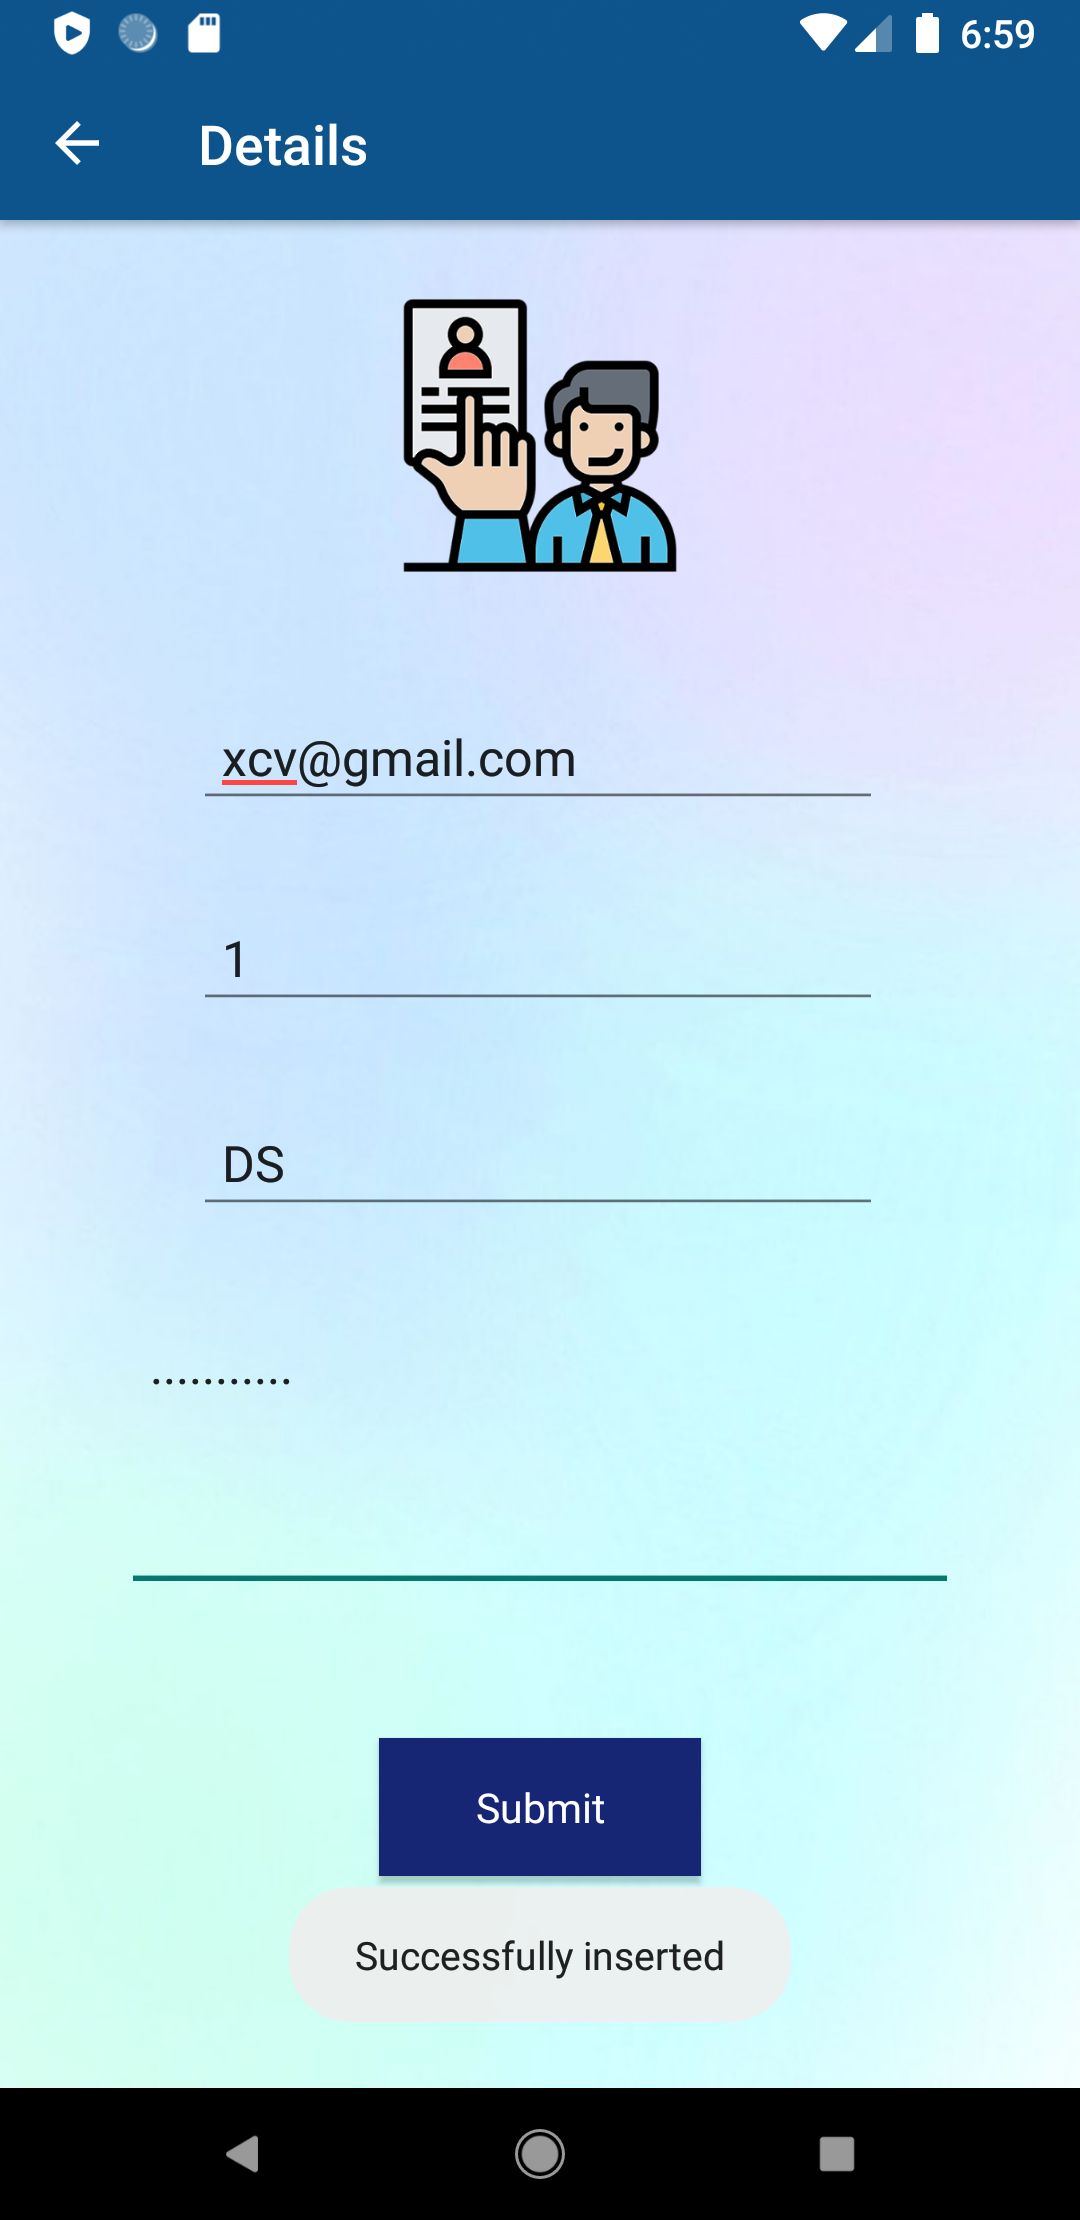 6:59
Details
xcv@gmail.com
1
DS
...........
Submit
Successfully inserted